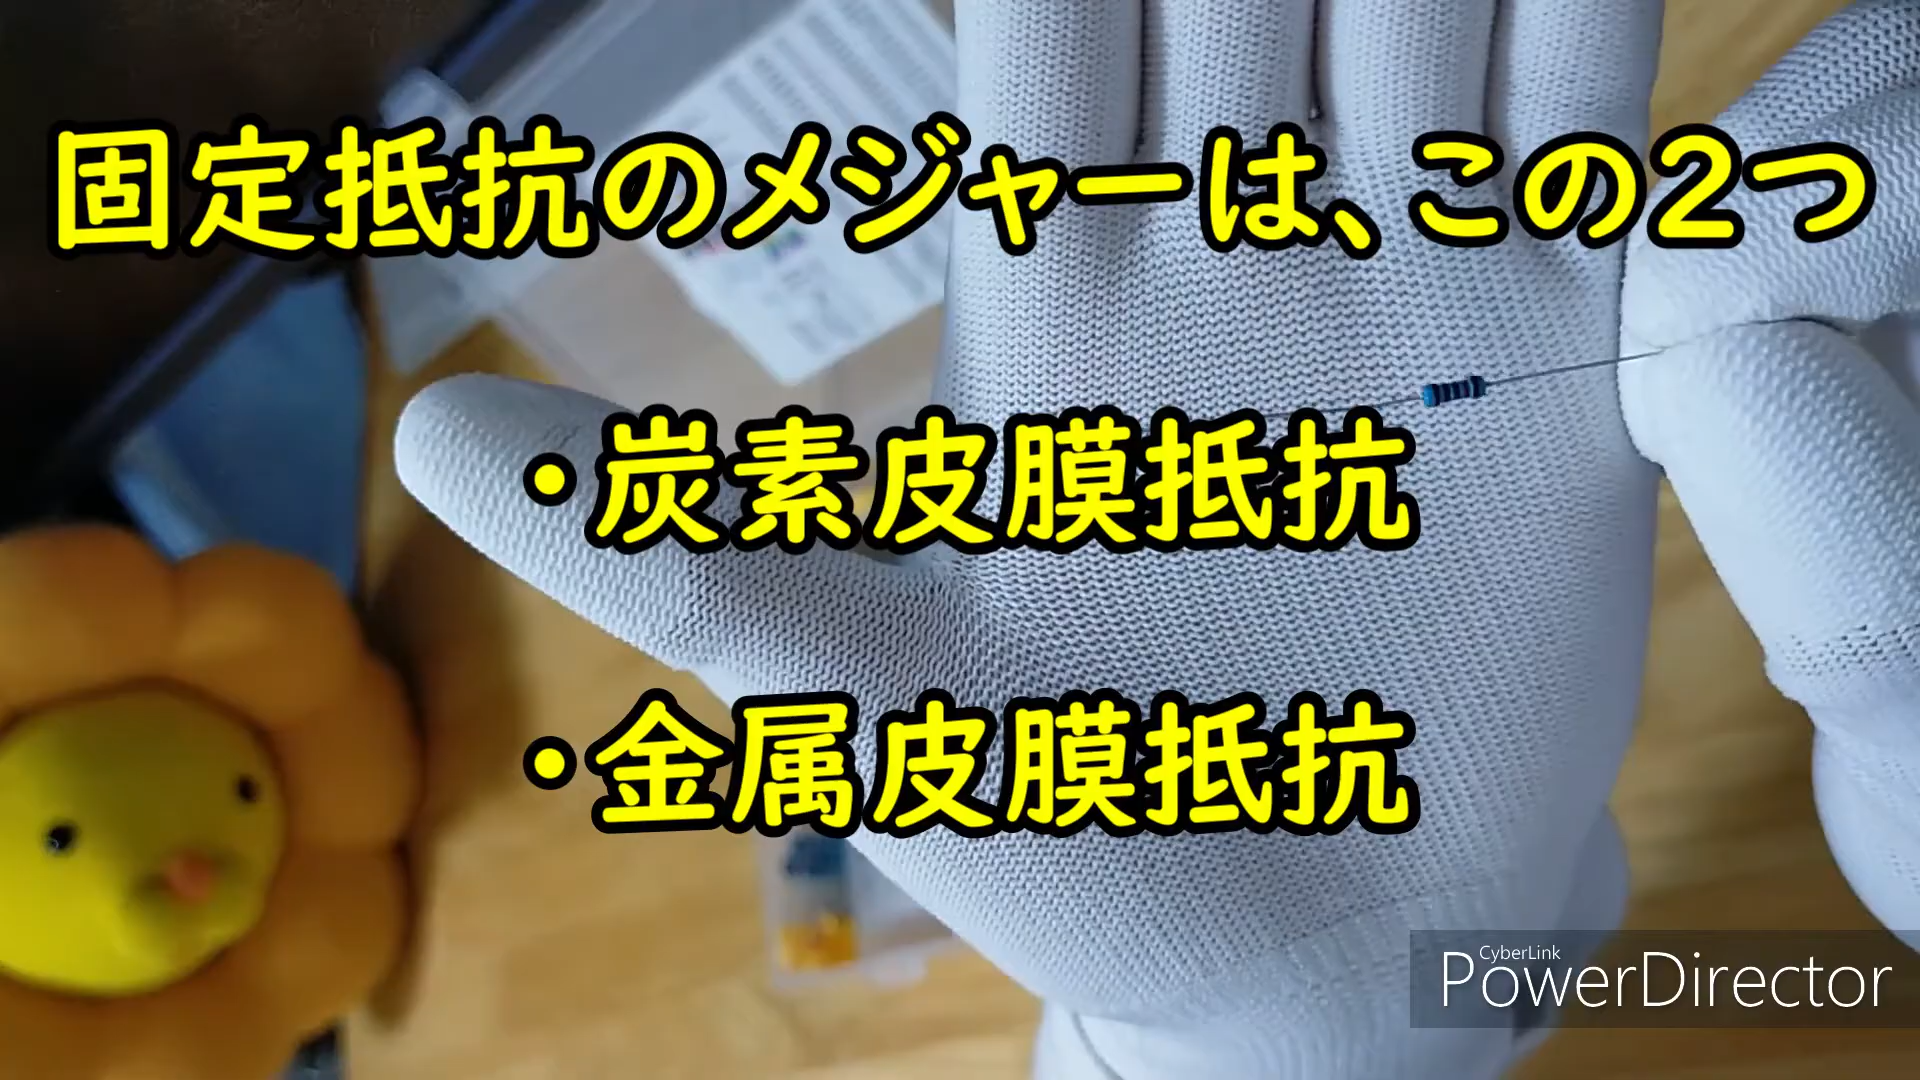 固定抵抗のメジャーは、この2つ
・炭素皮膜抵抗
・金属皮膜抵抗
CyberLink
PowerDirector